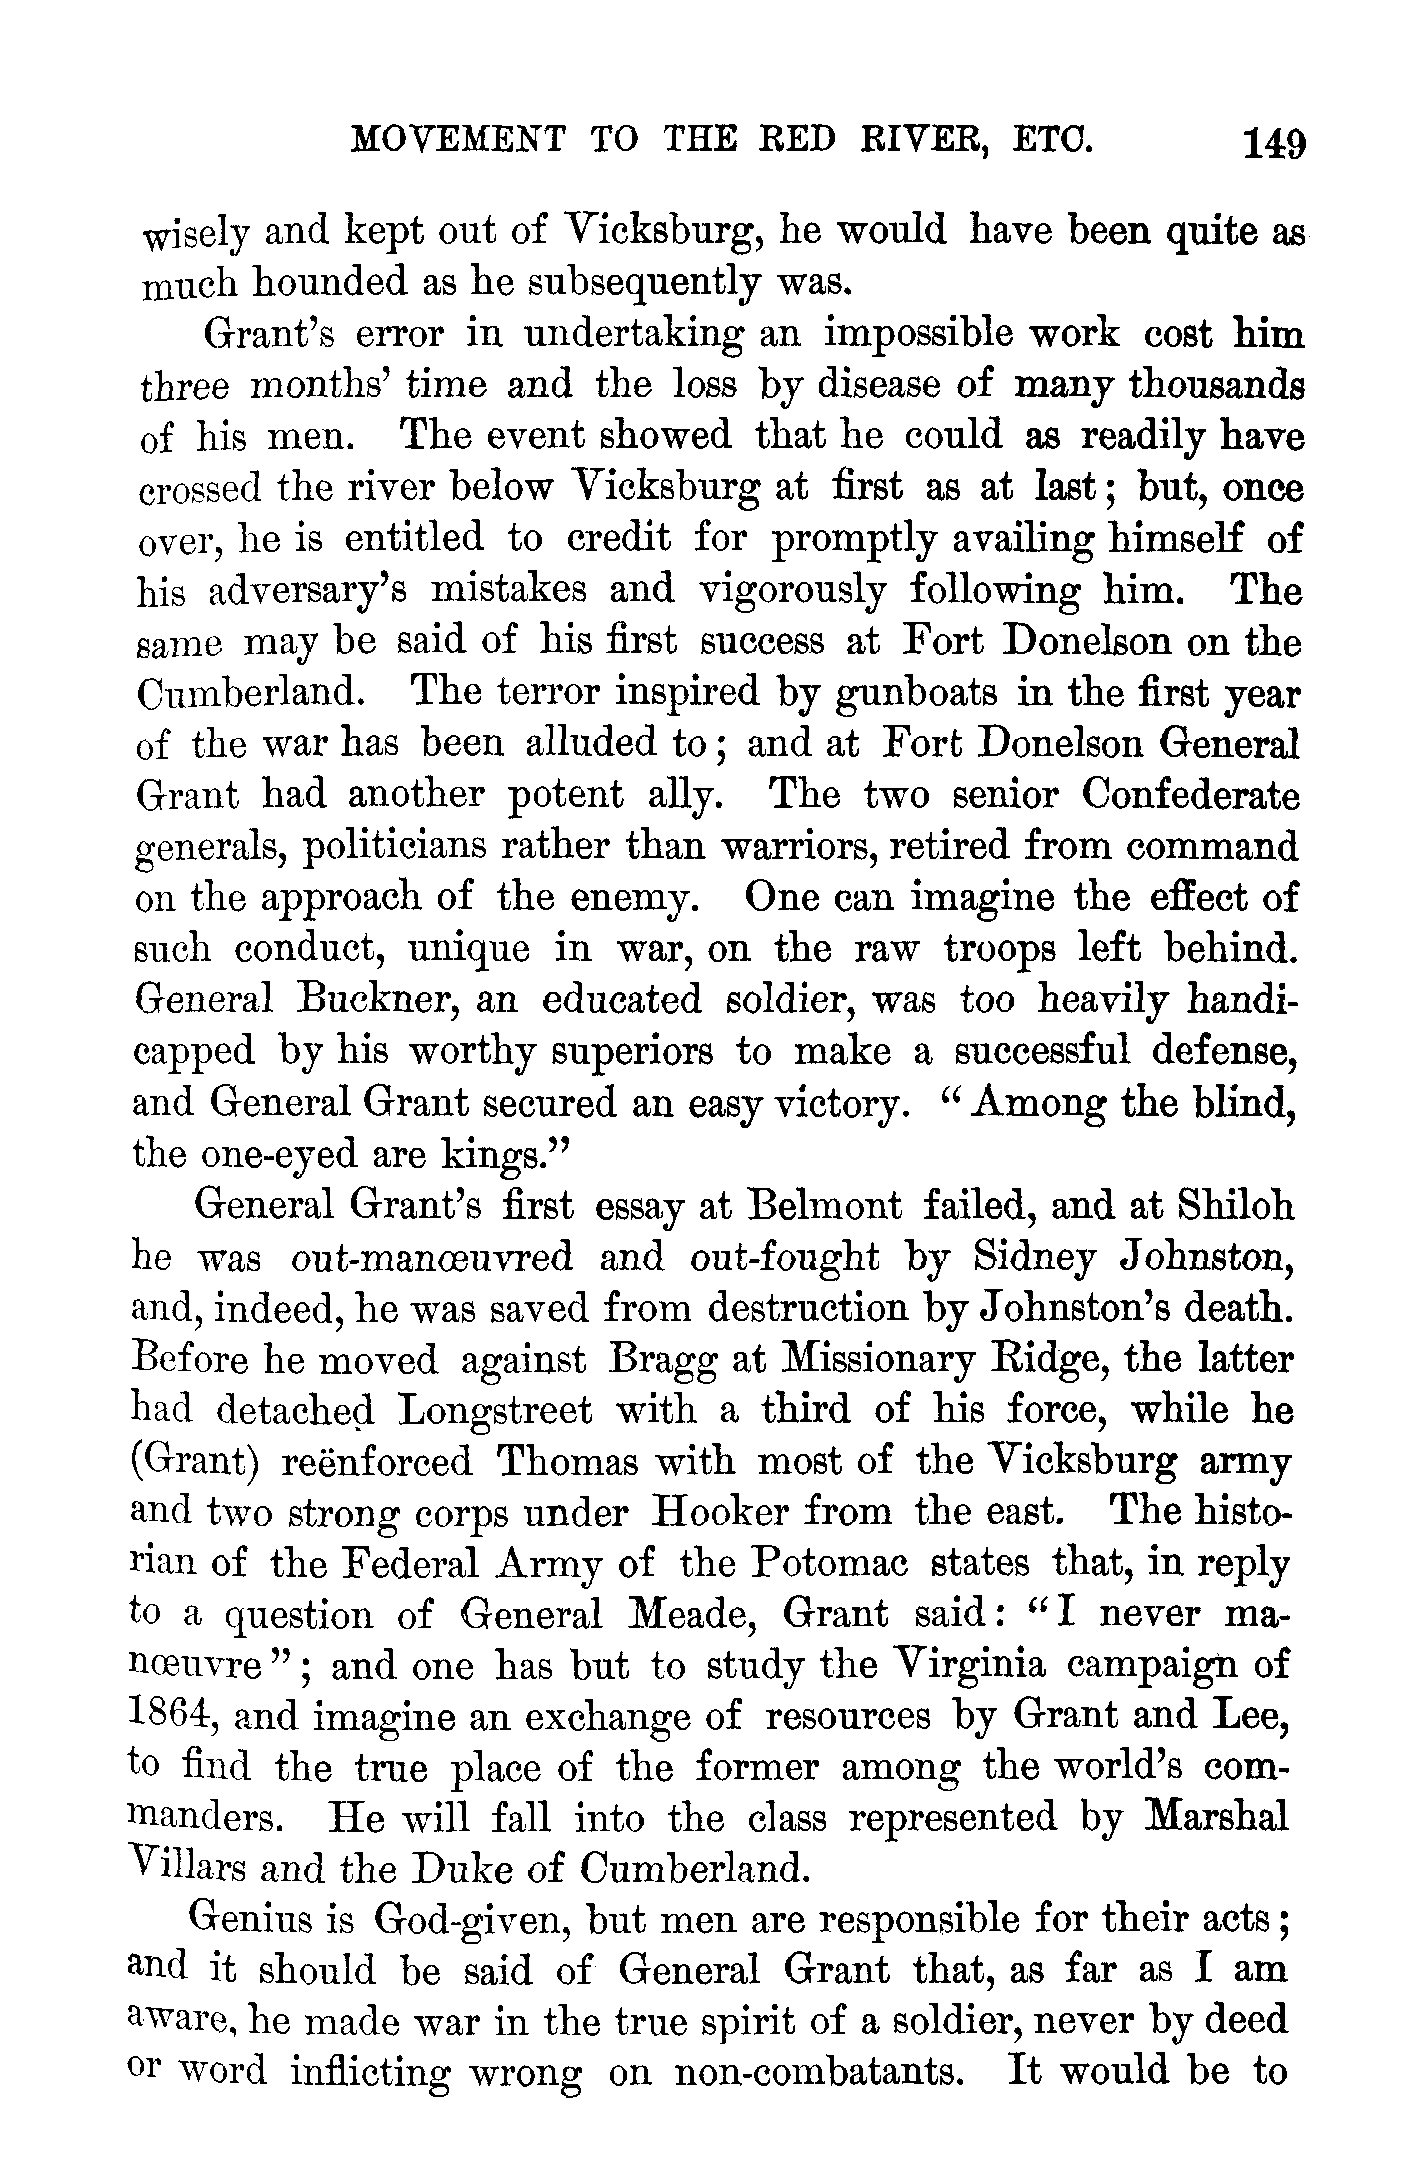 MOVEMENT TO THE RED RIVER, ETC. 149
wisely and kept out of Vicksburg, he would have been quite as
much hounded as he subsequently was.
Grant's error in undertaking an impossible work cost him
three months' time and the loss by disease of many thousands
of his men. The event showed that he could as readily have
crossed the river below Vicksburg at first as at last; but, once
over, he is entitled to credit for promptly availing himself of
his adversary's mistakes and vigorously following him. The
same may be said of his first success at Fort Donelson on the
Cumberland. The terror inspired by gunboats in the first year
of the war has been alluded to; and at Fort Donelson General
Grant had another potent ally. The two senior Confederate
generals, politicians rather than warriors, retired from command
on the approach of the enemy. One can imagine the effect of
such conduct, unique in war, on the raw troops left behind.
General Buckner, an educated soldier, was too heavily handi-
capped by his worthy superiors to make a successful defense,
and General Grant secured an easy victory. "Among the blind,
the one-eyed are kings."
General Grant's first essay at Belmont failed, and at Shiloh
he was out-manœuvred and out-fought by Sidney Johnston,
and, indeed, he was saved from destruction by Johnston's death.
Before he moved against Bragg at Missionary Ridge, the latter
had detached Longstreet with a third of his force, while he
(Grant) reënforced Thomas with most of the Vicksburg army
and two strong corps under Hooker from the east. The histo-
rian of the Federal Army of the Potomac states that, in reply
to a question of General Meade, Grant said: "I never ma-
nœuvre"; and one has but to study the Virginia campaign of
1864, and imagine an exchange of resources by Grant and Lee,
to find the true place of the former among the world's com-
manders. He will fall into the class represented by Marshal
Villars and the Duke of Cumberland.
Genius is God-given, but men are responsible for their acts;
and it should be said of General Grant that, as far as I am
aware, he made war in the true spirit of a soldier, never by deed
or word inflicting wrong on non-combatants. It would be to